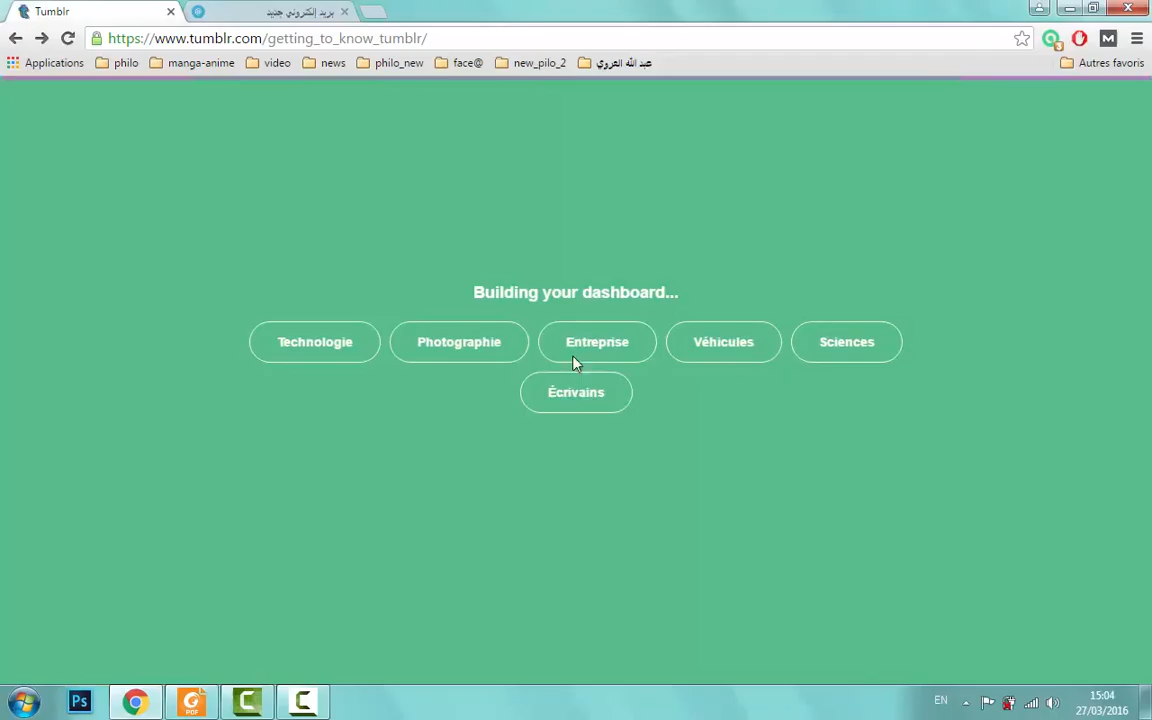 Tumblr
بريد إلكتروني جديد
https://www.tumblr.com/getting_to_know_tumblr/
Applications philo manga-anime video news philo_new face@ new_pilo_2 عبد الله العروي Autres favoris
Building your dashboard...
Technologie Photographie Entreprise Véhicules Sciences
Écrivains
Ps PDF
EN 15:04
27/03/2016